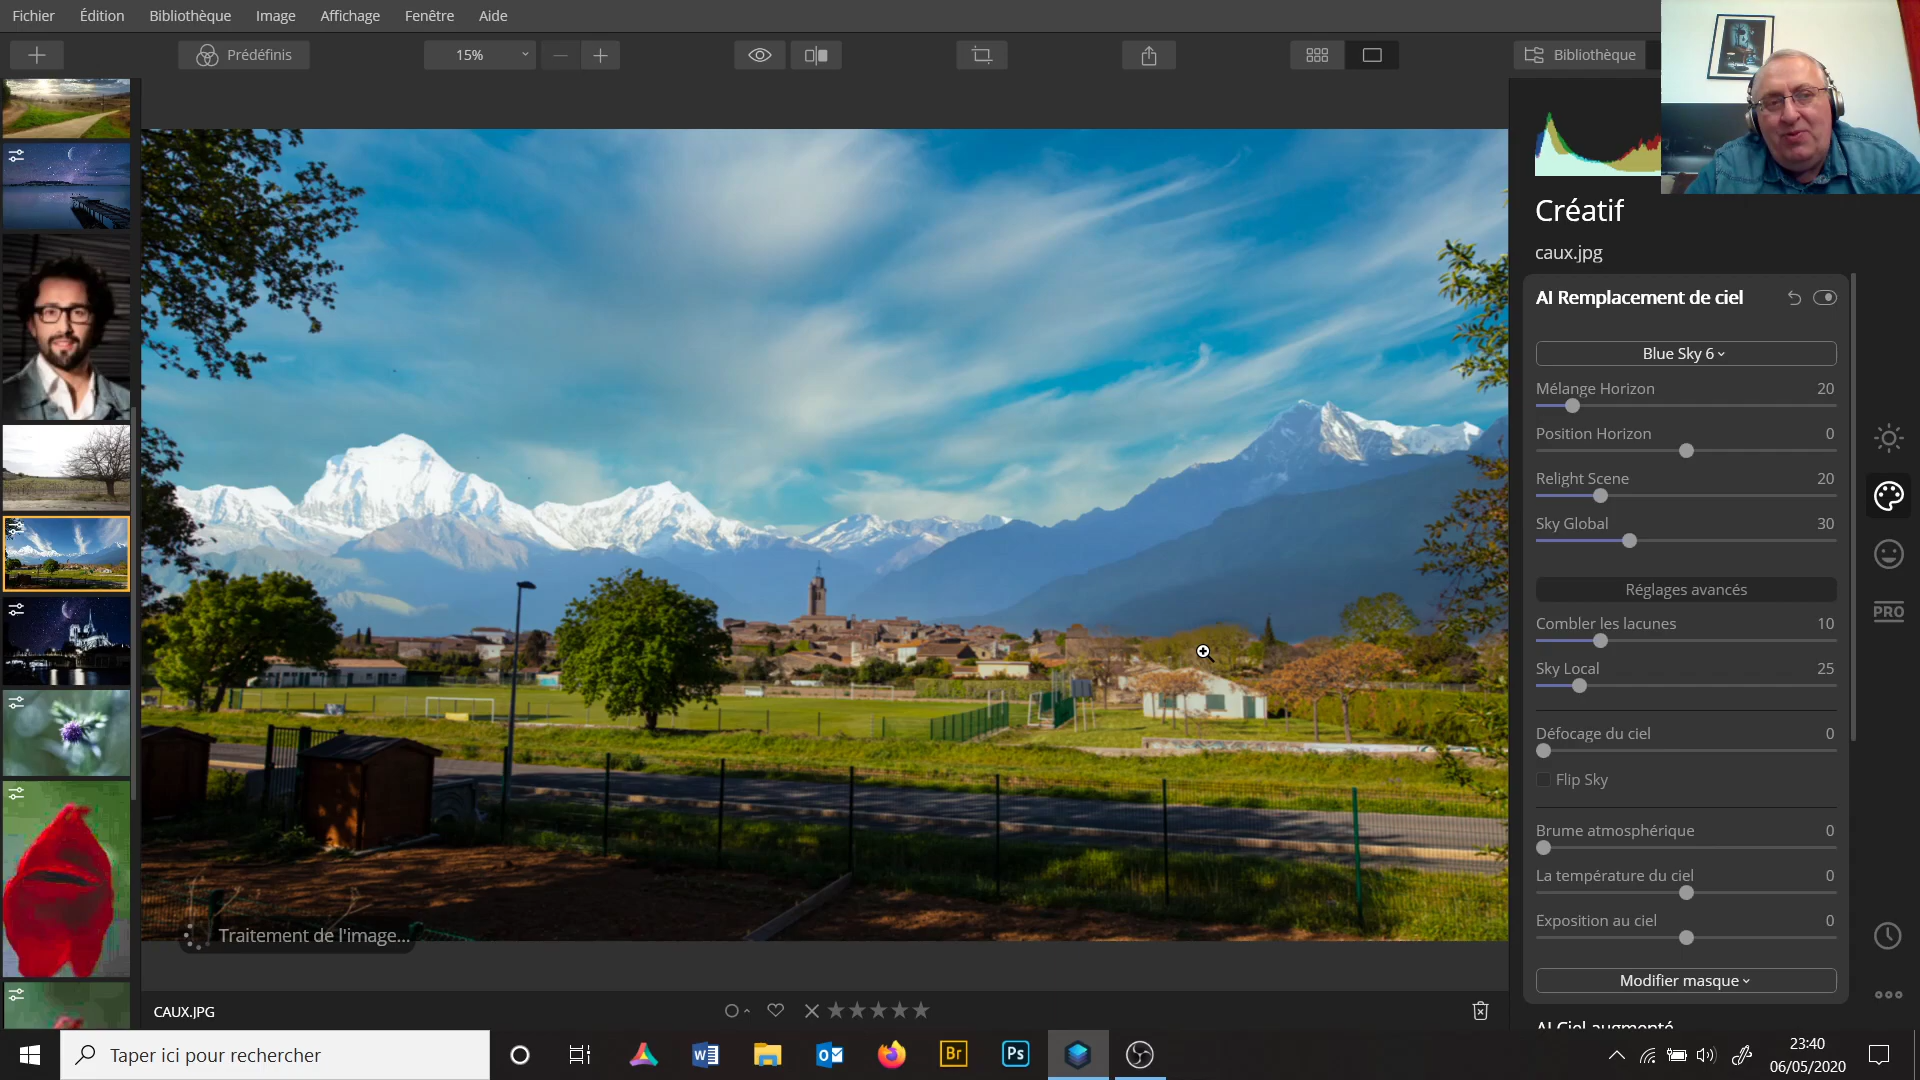 Fichier Édition Bibliothèque Image Affichage Fenêtre Aide
Prédéfinis 15% Bibliothèque
Créatif
caux.jpg
AI Remplacement de ciel
Blue Sky 6
Mélange Horizon 20
Position Horizon 0
Relight Scene 20
Sky Global 30
Réglages avancés
Combler les lacunes 10
Sky Local 25
Défocage du ciel 0
Flip Sky
Brume atmosphérique 0
La température du ciel 0
Exposition au ciel 0
Modifier masque
AI Ciel augmenté
PRO
Traitement de l'image...
CAUX.JPG
Taper ici pour rechercher
Br
Ps
23:40
06/05/2020